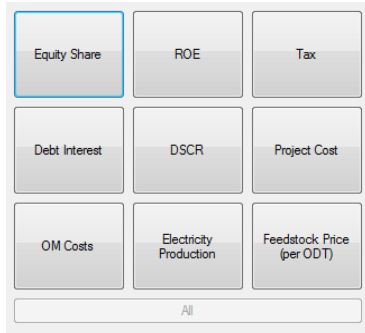 Equity Share
ROE
Tax
Debt Interest
DSCR
Project Cost
OM Costs
Electricity
Production
Feedstock Price
(per ODT)
All